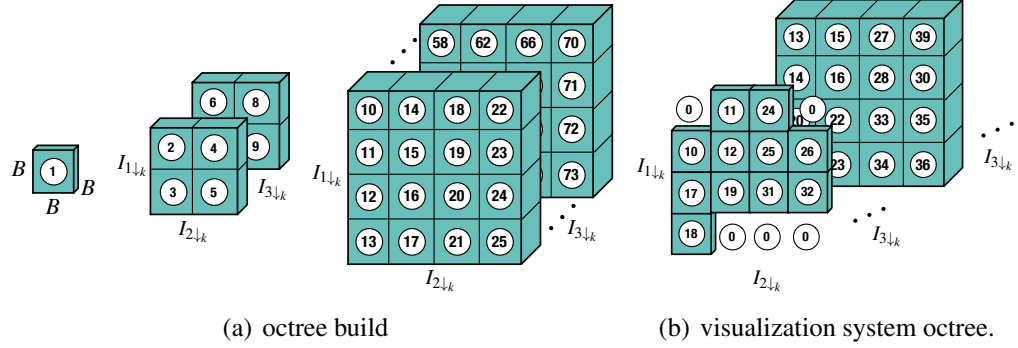 B 1 B
B
6 8
2 4 9
3 5
I1↓k I3↓k
I2↓k
58 62 66 70
10 14 18 22 71
11 15 19 23 72
12 16 20 24 73
13 17 21 25
I1↓k I3↓k
I2↓k
13 15 27 39
14 16 28 30
0 11 24 0 20 22 33 35
10 12 25 26 23 34 36
17 19 31 32
18 0 0 0
I1↓k I3↓k I3↓k
I2↓k
(a) octree build (b) visualization system octree.